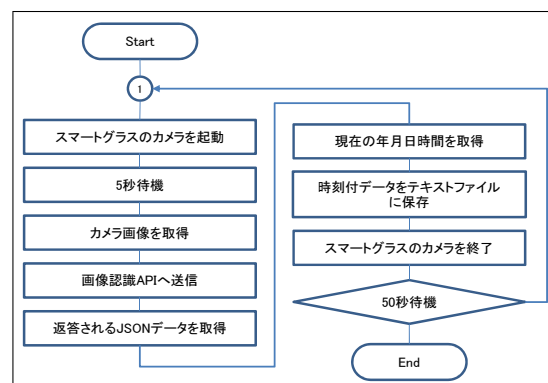 Start
1
スマートグラスのカメラを起動
5秒待機
カメラ画像を取得
画像認識APIへ送信
返答されるJSONデータを取得
現在の年月日時間を取得
時刻付データをテキストファイル
に保存
スマートグラスのカメラを終了
50秒待機
End